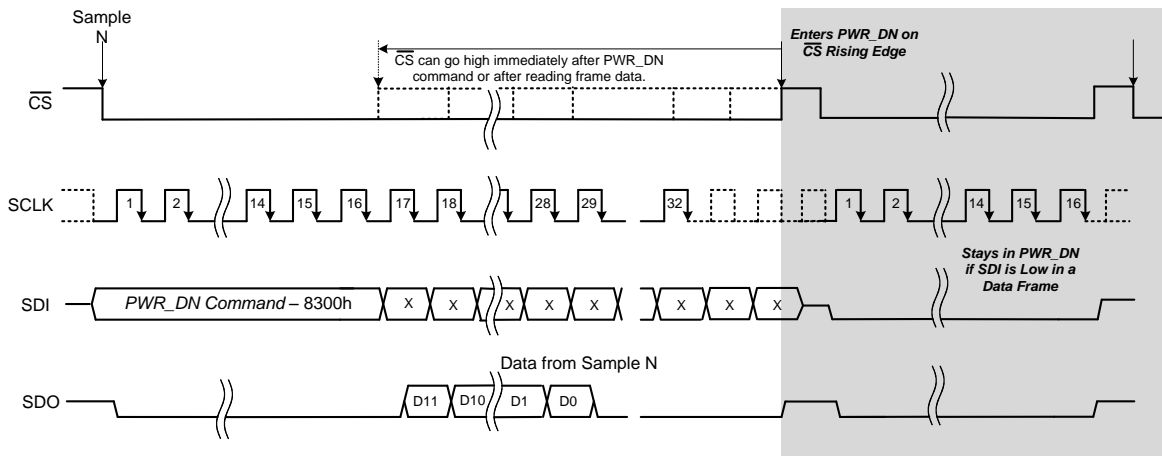 Sample
N
Enters PWR_DN on
CS Rising Edge
CS can go high immediately after PWR_DN
command or after reading frame data.
CS
SCLK
1
2
14
15
16
17
18
28
29
32
1
2
14
15
16
Stays in PWR_DN
if SDI is Low in a
Data Frame
SDI
PWR_DN Command – 8300h
X
X
X
X
X
X
X
X
Data from Sample N
SDO
D11
D10
D1
D0